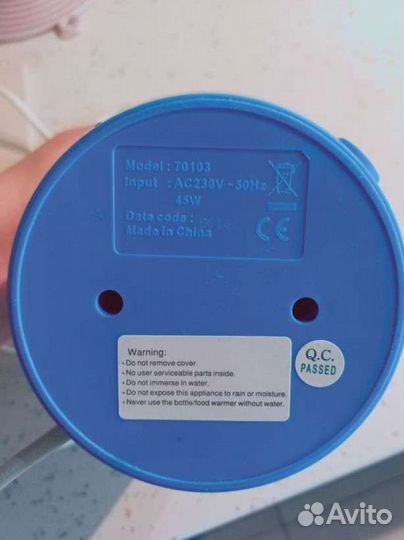 Model : 70103
Input : AC230V~50Hz
45W
Date code :
Made in China
CE
Q.C.
PASSED
Warning:
- Do not remove cover.
- No user serviceable parts inside.
- Do not immerse in water.
- Do not expose this appliance to rain or moisture.
- Never use the bottle/food warmer without water.
Avito